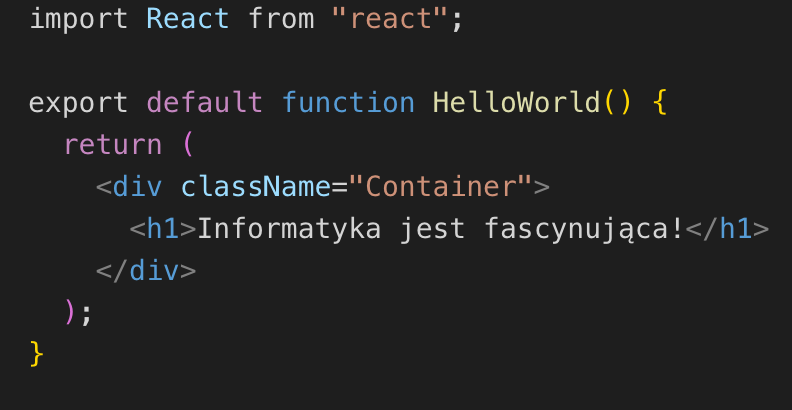 import React from "react";

export default function HelloWorld() {
  return (
    <div className="Container">
      <h1>Informatyka jest fascynująca!</h1>
    </div>
  );
}